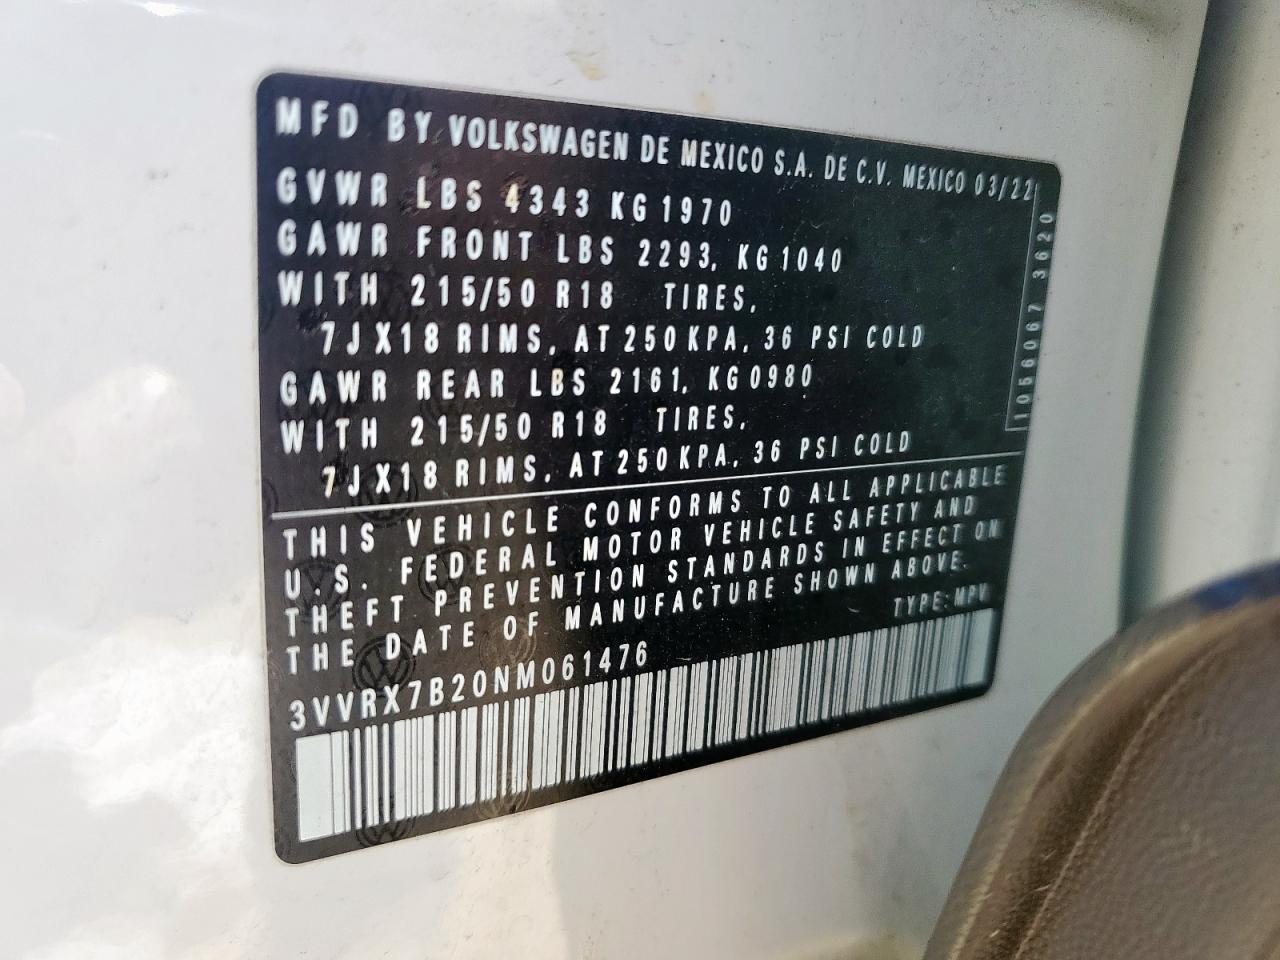 MFD BY VOLKSWAGEN DE MEXICO S.A. DE C.V. MEXICO 03/22
GVWR LBS 4343 KG 1970
GAWR FRONT LBS 2293, KG 1040
WITH 215/50 R18 TIRES,
7J X18 RIMS, AT 250 KPA, 36 PSI COLD
GAWR REAR LBS 2161, KG 0980
WITH 215/50 R18 TIRES,
7J X18 RIMS, AT 250 KPA, 36 PSI COLD
1056067 3620
THIS VEHICLE CONFORMS TO ALL APPLICABLE
U.S. FEDERAL MOTOR VEHICLE SAFETY AND
THEFT PREVENTION STANDARDS IN EFFECT ON
THE DATE OF MANUFACTURE SHOWN ABOVE.
TYPE: MPV
3VVRX7B20NM061476